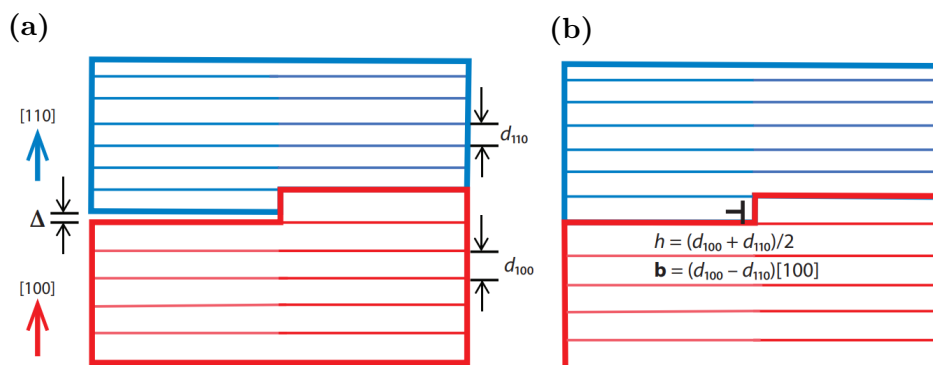 (a)
(b)
[110]
d₁₁₀
Δ
h = (d₁₀₀ + d₁₁₀)/2
d₁₀₀
b = (d₁₀₀ – d₁₁₀)[100]
[100]